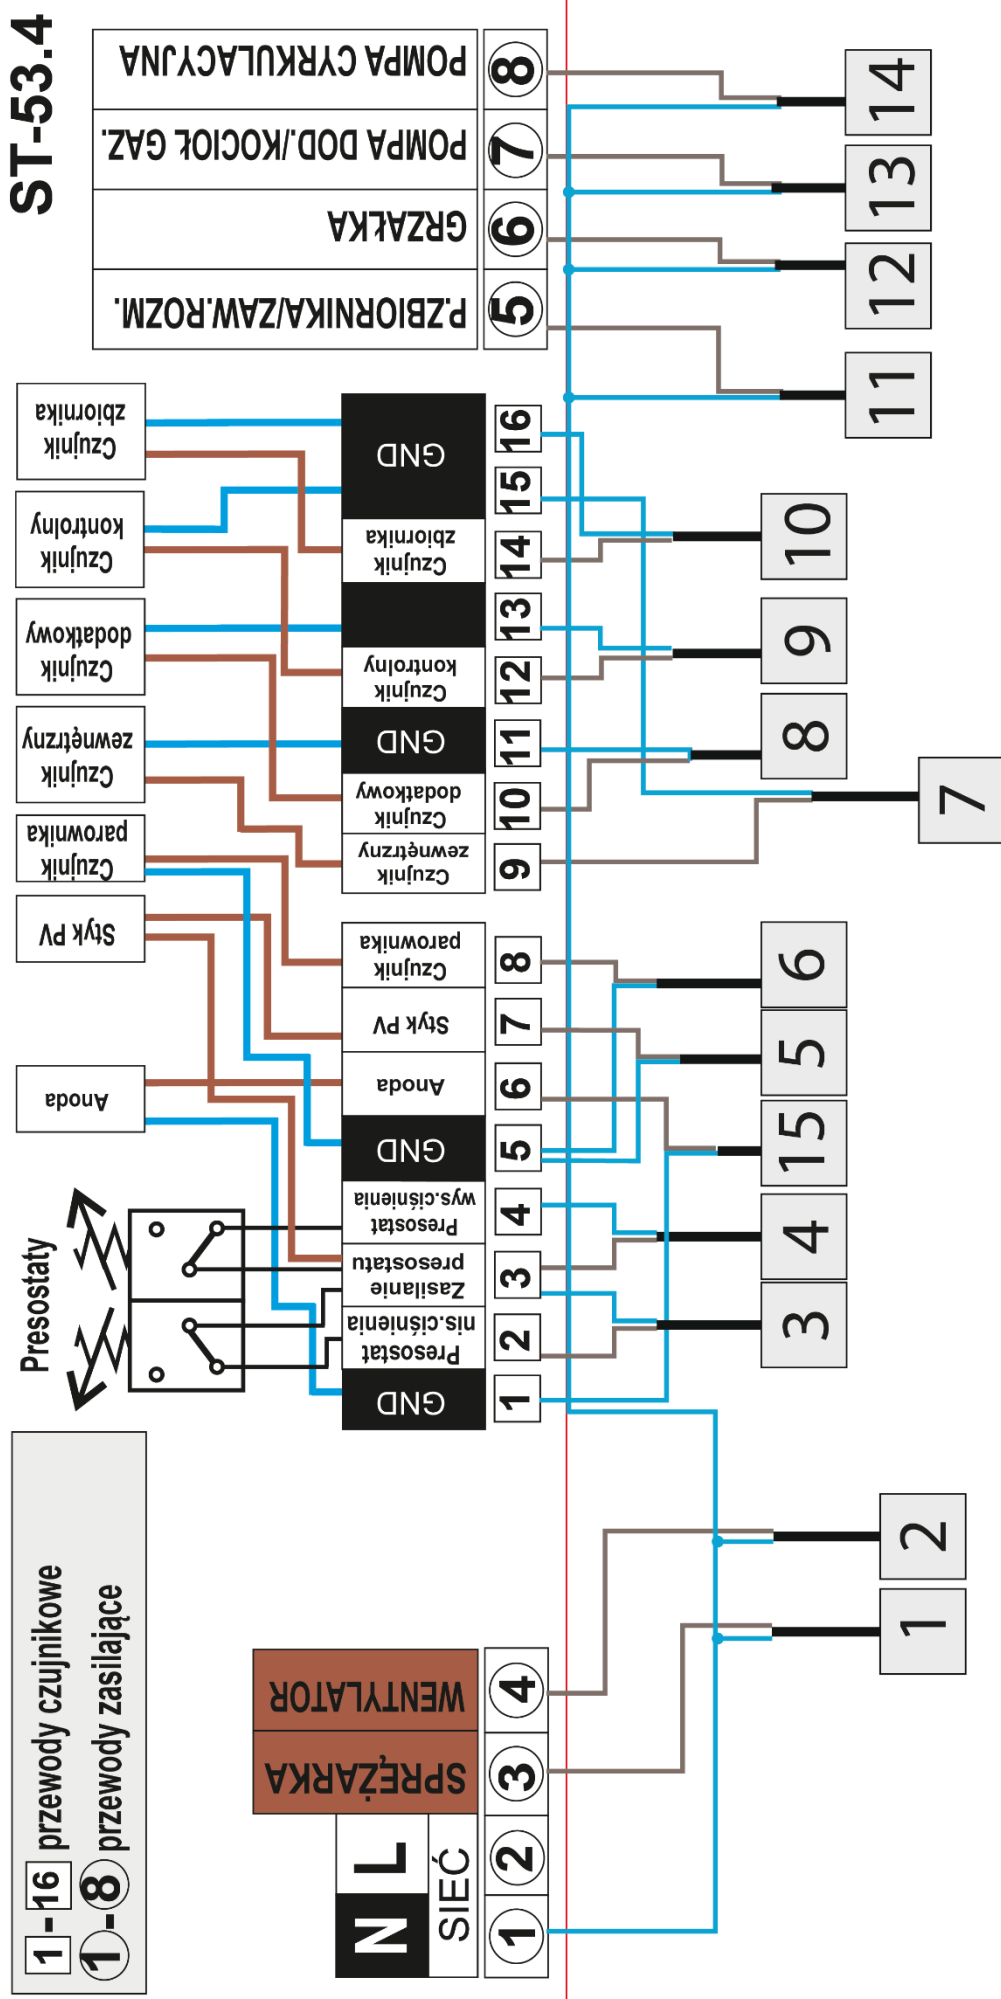 ST-53.4
1-16 przewody czujnikowe
1-8 przewody zasilające
Presostaty
Anoda
Styk PV
Czujnik
parownika
Czujnik
zewnętrzny
Czujnik
dodatkowy
Czujnik
kontrolny
Czujnik
zbiornika
N
L
SIEĆ
SPRĘŻARKA
WENTYLATOR
1
2
3
4
GND
Presostat
nis.ciśnienia
Zasilanie
presostatu
Presostat
wys.ciśnienia
GND
Anoda
Styk PV
Czujnik
parownika
1
2
3
4
5
6
7
8
Czujnik
zewnętrzny
Czujnik
dodatkowy
GND
Czujnik
kontrolny
Czujnik
zbiornika
GND
9
10
11
12
13
14
15
16
P.ZBIORNIKA/ZAW.ROZM.
GRZAŁKA
POMPA DOD./KOCIOŁ GAZ.
POMPA CYRKULACYJNA
5
6
7
8
1
2
3
4
15
5
6
7
8
9
10
11
12
13
14